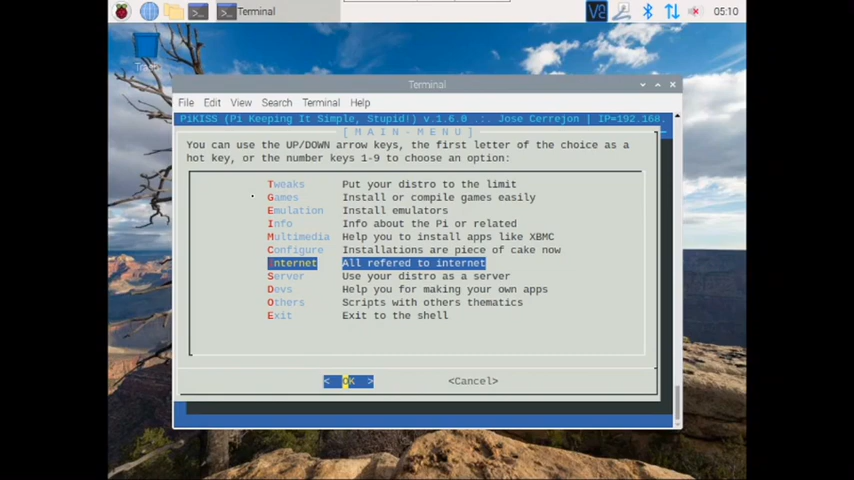 Terminal
05:10
Trash
Terminal
File Edit View Search Terminal Help
PiKISS (Pi Keeping It Simple, Stupid!) v.1.6.0 .:. Jose Cerrejon | IP=192.168.
[ M A I N - M E N U ]
You can use the UP/DOWN arrow keys, the first letter of the choice as a
hot key, or the number keys 1-9 to choose an option:
Tweaks Put your distro to the limit
Games Install or compile games easily
Emulation Install emulators
Info Info about the Pi or related
Multimedia Help you to install apps like XBMC
Configure Installations are piece of cake now
Internet All refered to internet
Server Use your distro as a server
Devs Help you for making your own apps
Others Scripts with others thematics
Exit Exit to the shell
< OK > <Cancel>